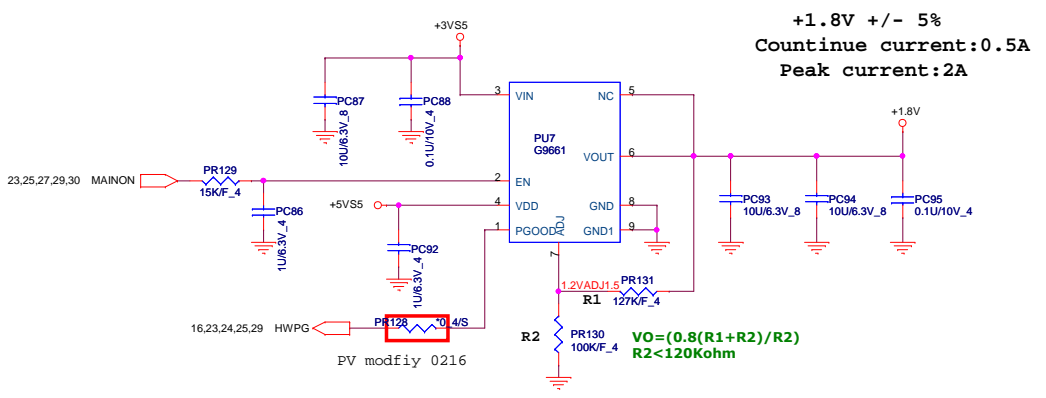 +1.8V +/- 5%
Countinue current:0.5A
Peak current:2A
+3VS5
PC87
10U/6.3V_8
PC88
0.1U/10V_4
3
VIN
NC
5
PU7
G9661
VOUT
6
+1.8V
PR129
15K/F_4
23,25,27,29,30 MAINON
2
EN
PC86
1U/6.3V_4
+5VS5
4
VDD
GND
8
1
PGOOD
GND1
9
ADJ
7
PC92
1U/6.3V_4
PC93
10U/6.3V_8
PC94
10U/6.3V_8
PC95
0.1U/10V_4
1.2VADJ1.5
PR131
127K/F_4
R1
16,23,24,25,29 HWPG
PR128
*0_4/S
PV modfiy 0216
R2
PR130
100K/F_4
VO=(0.8(R1+R2)/R2)
R2<120Kohm